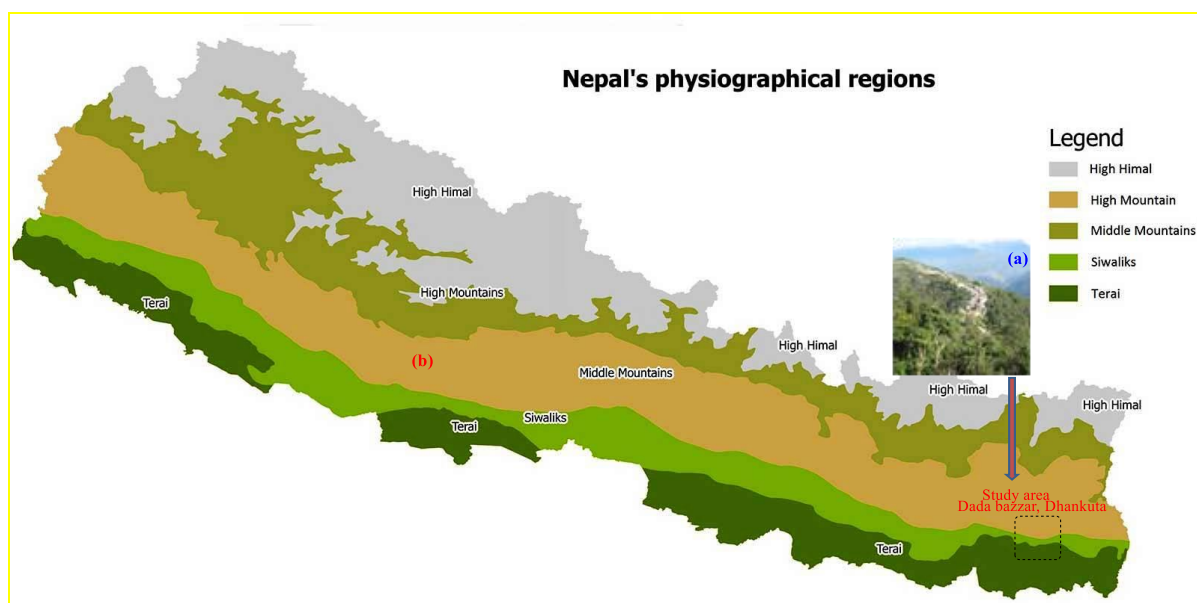 Nepal's physiographical regions
Legend
High Himal
High Mountain
Middle Mountains
Siwaliks
Terai
(a)
High Himal
High Mountains
Terai
(b)
High Himal
Middle Mountains
High Himal
High Himal
Siwaliks
Terai
Study area
Dada bazzar, Dhankuta
Terai